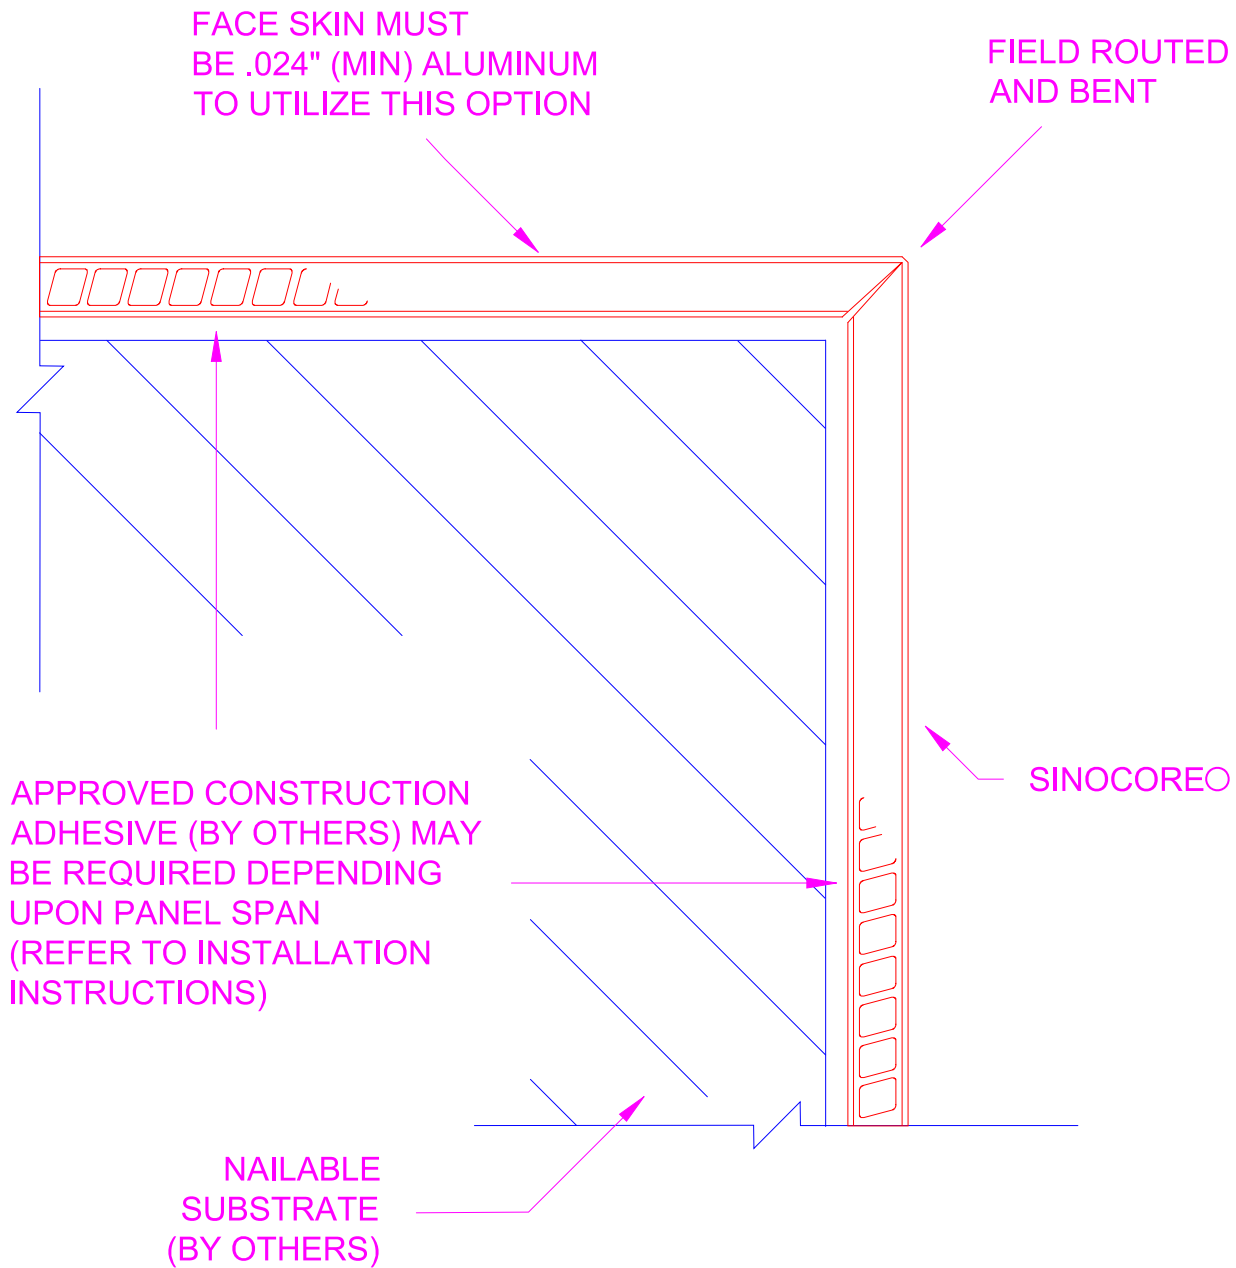 FACE SKIN MUST
BE .024" (MIN) ALUMINUM
TO UTILIZE THIS OPTION
FIELD ROUTED
AND BENT
APPROVED CONSTRUCTION
ADHESIVE (BY OTHERS) MAY
BE REQUIRED DEPENDING
UPON PANEL SPAN
(REFER TO INSTALLATION
INSTRUCTIONS)
SINOCORE○
NAILABLE
SUBSTRATE
(BY OTHERS)